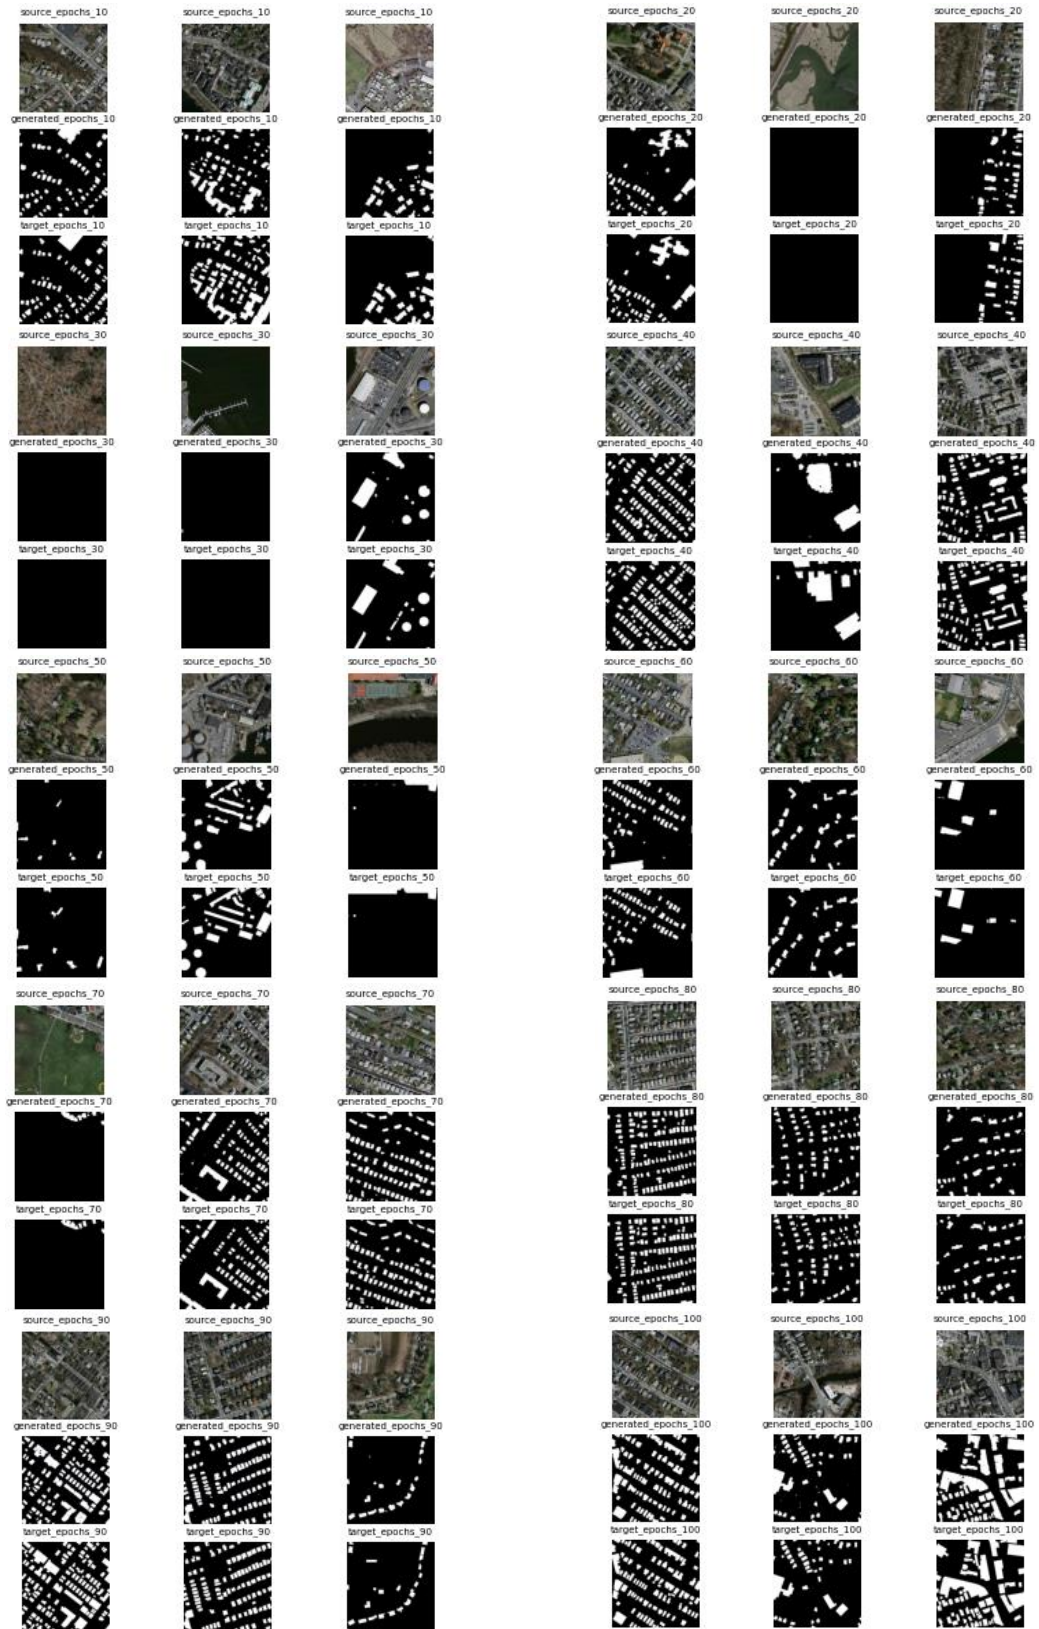 source_epochs_10 source_epochs_10 source_epochs_10
generated_epochs_10 generated_epochs_10 generated_epochs_10
target_epochs_10 target_epochs_10 target_epochs_10
source_epochs_20 source_epochs_20 source_epochs_20
generated_epochs_20 generated_epochs_20 generated_epochs_20
target_epochs_20 target_epochs_20 target_epochs_20
source_epochs_30 source_epochs_30 source_epochs_30
generated_epochs_30 generated_epochs_30 generated_epochs_30
target_epochs_30 target_epochs_30 target_epochs_30
source_epochs_40 source_epochs_40 source_epochs_40
generated_epochs_40 generated_epochs_40 generated_epochs_40
target_epochs_40 target_epochs_40 target_epochs_40
source_epochs_50 source_epochs_50 source_epochs_50
generated_epochs_50 generated_epochs_50 generated_epochs_50
target_epochs_50 target_epochs_50 target_epochs_50
source_epochs_60 source_epochs_60 source_epochs_60
generated_epochs_60 generated_epochs_60 generated_epochs_60
target_epochs_60 target_epochs_60 target_epochs_60
source_epochs_70 source_epochs_70 source_epochs_70
generated_epochs_70 generated_epochs_70 generated_epochs_70
target_epochs_70 target_epochs_70 target_epochs_70
source_epochs_80 source_epochs_80 source_epochs_80
generated_epochs_80 generated_epochs_80 generated_epochs_80
target_epochs_80 target_epochs_80 target_epochs_80
source_epochs_90 source_epochs_90 source_epochs_90
generated_epochs_90 generated_epochs_90 generated_epochs_90
target_epochs_90 target_epochs_90 target_epochs_90
source_epochs_100 source_epochs_100 source_epochs_100
generated_epochs_100 generated_epochs_100 generated_epochs_100
target_epochs_100 target_epochs_100 target_epochs_100